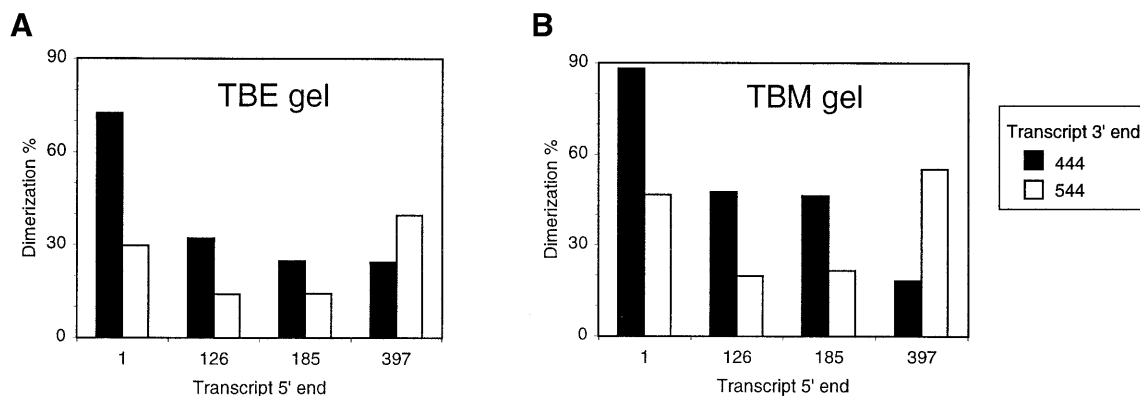 A
90
60
30
0
Dimerization %
TBE gel
1 126 185 397
Transcript 5' end
B
90
60
30
0
Dimerization %
TBM gel
1 126 185 397
Transcript 5' end
Transcript 3' end
444
544